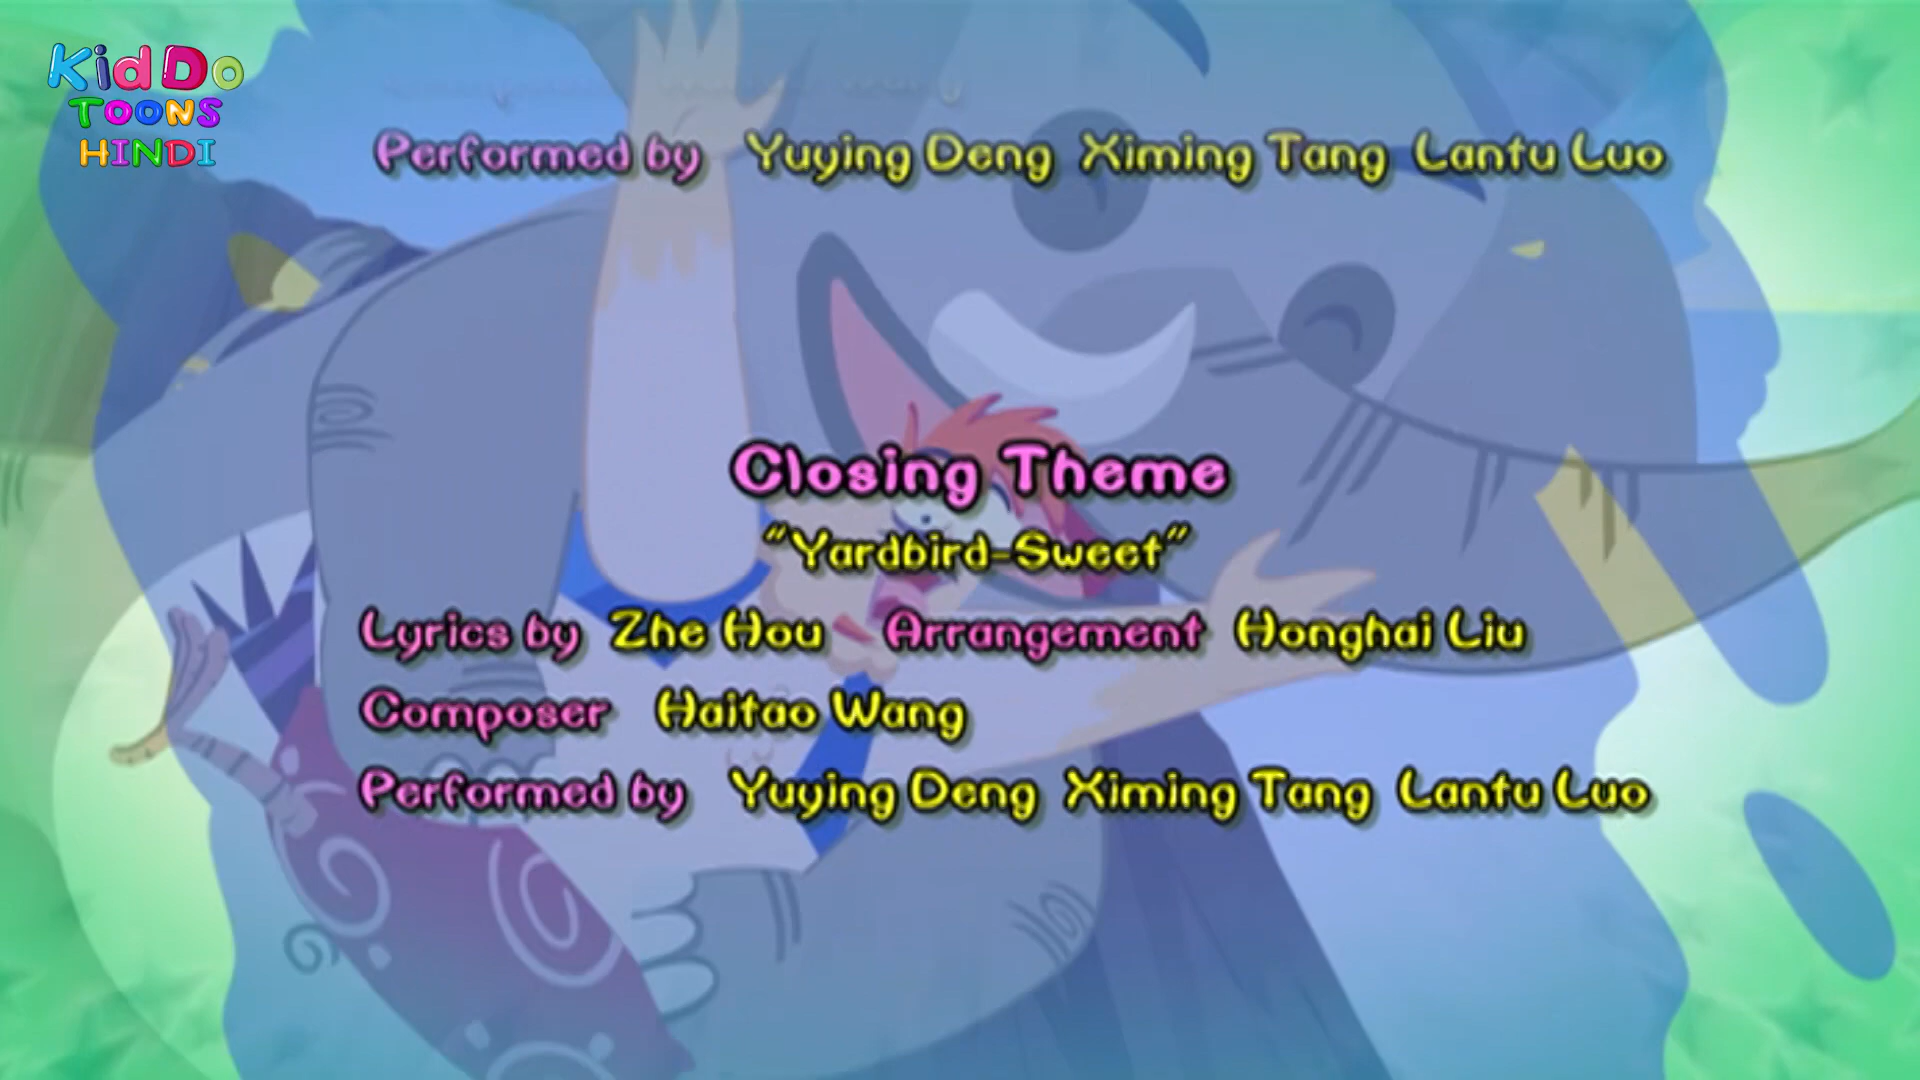 KidDo
TOONS
HINDI
Performed by Yuying Deng Ximing Tang Lantu Luo
Closing Theme
"Yardbird-Sweet"
Lyrics by Zhe Hou Arrangement Honghai Liu
Composer Haitao Wang
Performed by Yuying Deng Ximing Tang Lantu Luo